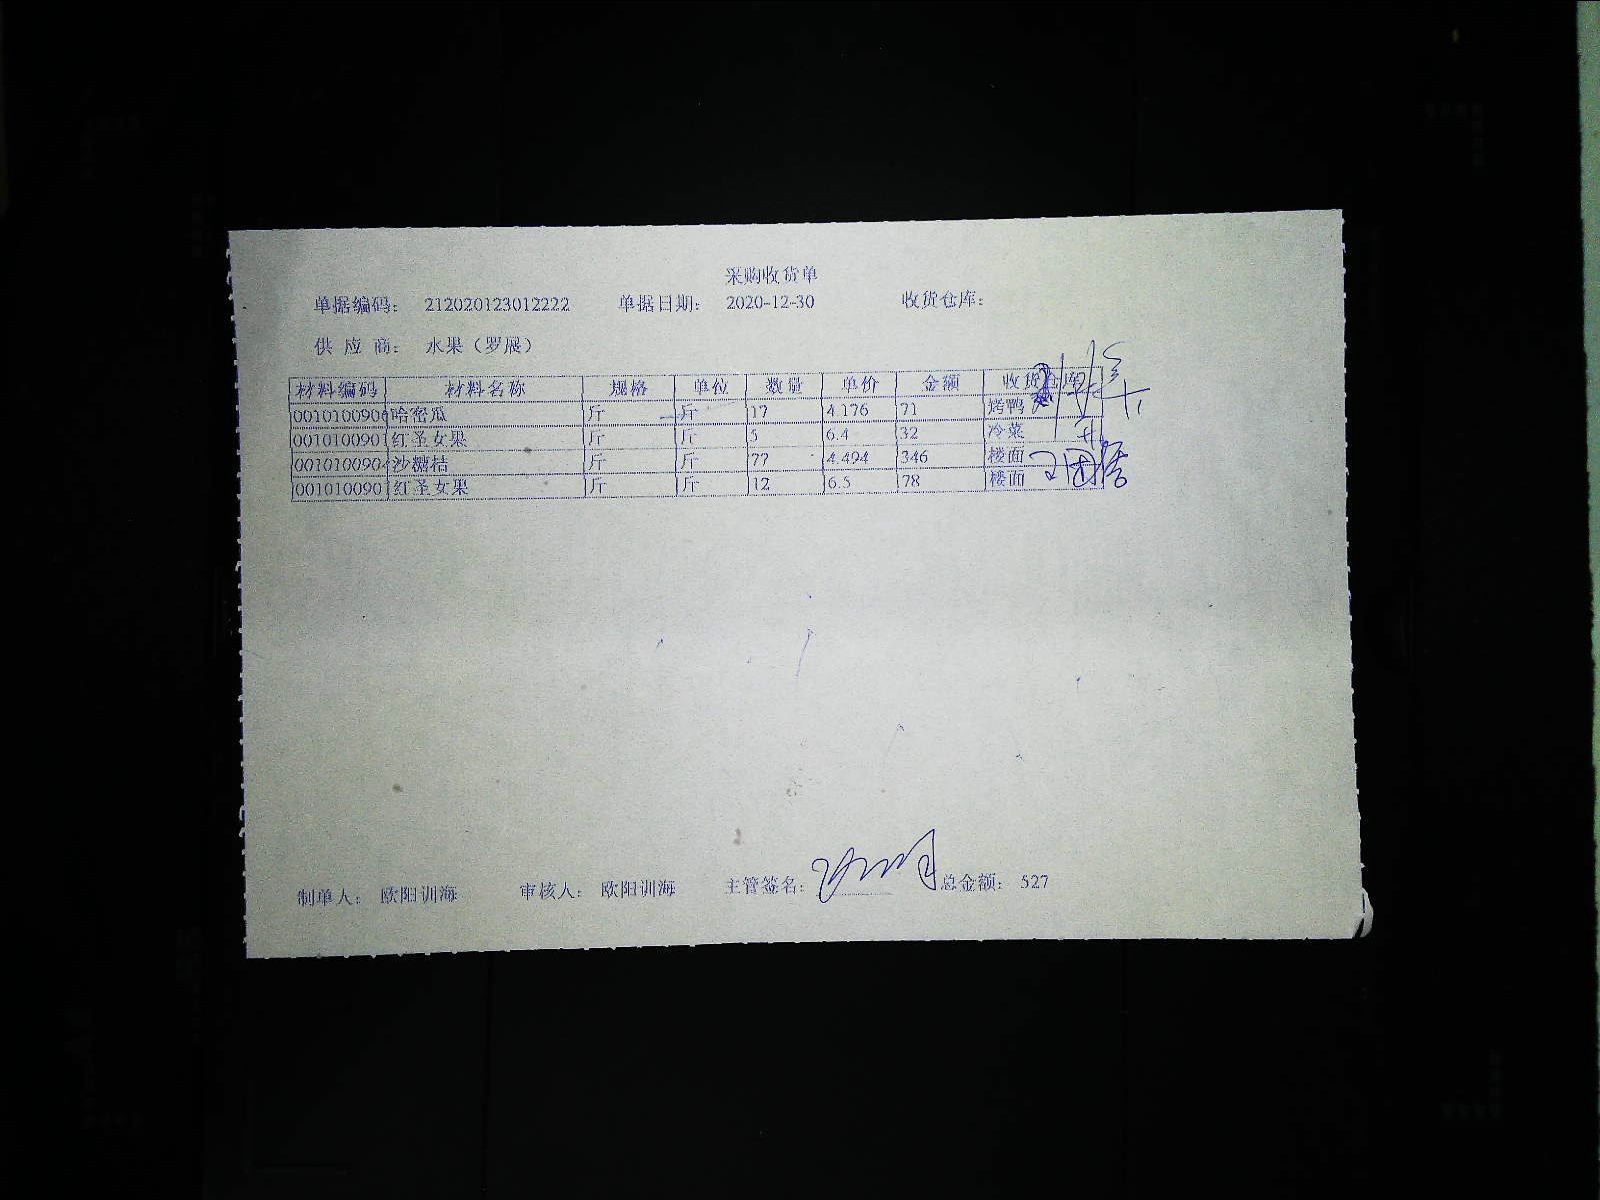 采购收货单
单据编码： 212020123012222 单据日期： 2020-12-30 收货仓库：
供 应 商： 水果（罗展）
材料编码 材料名称 规格 单位 数量 单价 金额 收货仓库
001010090 哈密瓜 斤 斤 17 4.176 71 烤鸭
001010090 红圣女果 斤 斤 5 6.4 32 冷菜
001010090 沙糖桔 斤 斤 77 4.494 346 楼面
001010090 红圣女果 斤 斤 12 6.5 78 楼面
制单人： 欧阳训海 审核人： 欧阳训海 主管签名： 总金额： 527